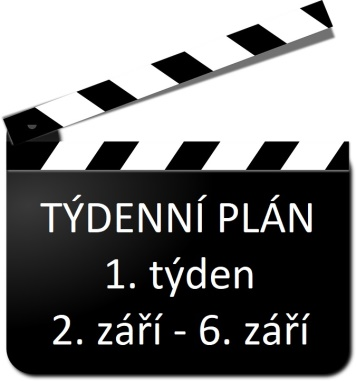 TÝDENNÍ PLÁN
1. týden
2. září - 6. září